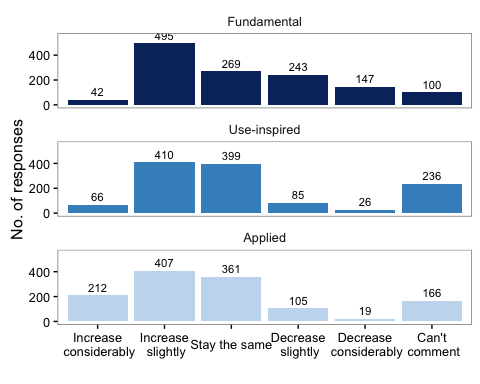 Fundamental
495
269
243
147
100
42
400
200
0
Use-inspired
410
399
236
85
66
26
400
200
0
Applied
407
361
212
166
105
19
400
200
0
No. of responses
Increase considerably
Increase slightly
Stay the same
Decrease slightly
Decrease considerably
Can't comment